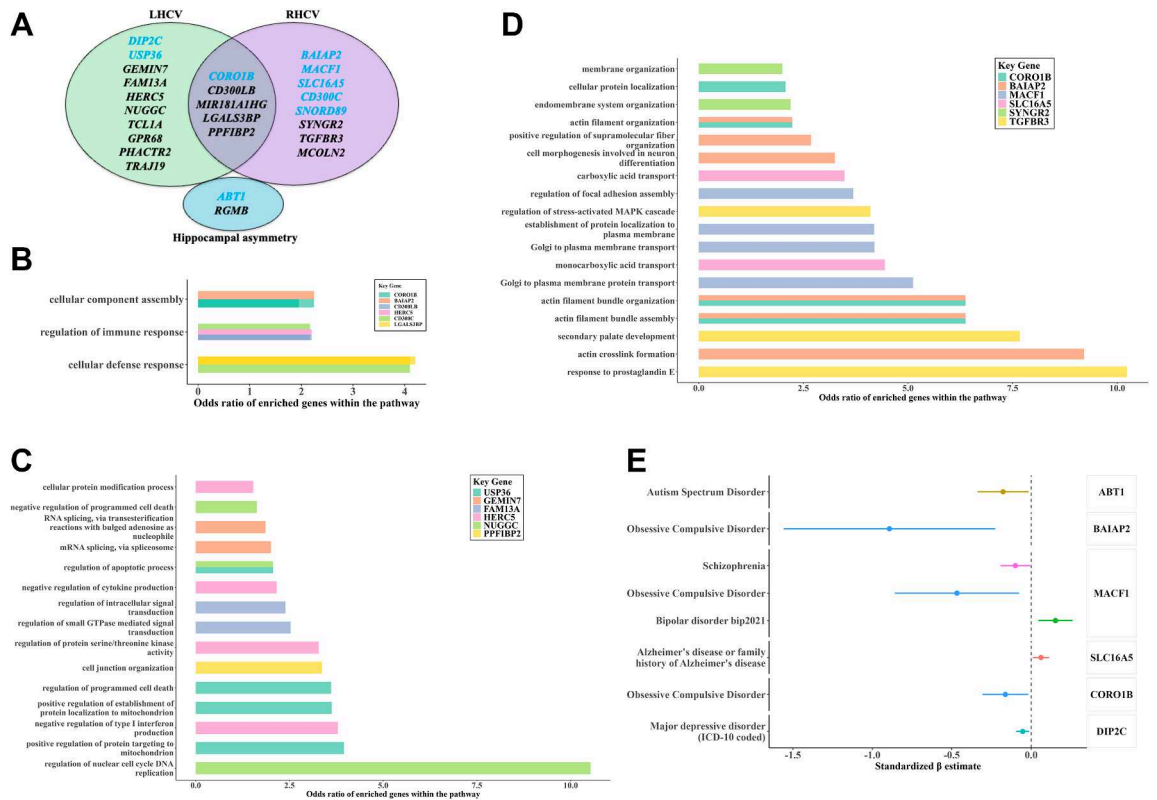 A
LHCV
RHCV
DIP2C
USP36
GEMIN7
FAM13A
HERC5
NUGGC
TCL1A
GPR68
PHACTR2
TRAJ19
CORO1B
CD300LB
MIR181A1HG
LGALS3BP
PPFIBP2
BAIAP2
MACF1
SLC16A5
CD300C
SNORD89
SYNGR2
TGFBR3
MCOLN2
ABT1
RGMB
Hippocampal asymmetry
B
cellular component assembly
regulation of immune response
cellular defense response
0
1
2
3
4
Odds ratio of enriched genes within the pathway
Key Gene
CORO1B
BAIAP2
CD300LB
HERC5
CD300C
LGALS3BP
C
cellular protein modification process
negative regulation of programmed cell death
RNA splicing, via transesterification
reactions with bulged adenosine as
nucleophile
mRNA splicing, via spliceosome
regulation of apoptotic process
negative regulation of cytokine production
regulation of intracellular signal
transduction
regulation of small GTPase mediated signal
transduction
regulation of protein serine/threonine kinase
activity
cell junction organization
regulation of programmed cell death
positive regulation of establishment of
protein localization to mitochondrion
negative regulation of type I interferon
production
positive regulation of protein targeting to
mitochondrion
regulation of nuclear cell cycle DNA
replication
0.0
2.5
5.0
7.5
10.0
Odds ratio of enriched genes within the pathway
Key Gene
USP36
GEMIN7
FAM13A
HERC5
NUGGC
PPFIBP2
D
membrane organization
cellular protein localization
endomembrane system organization
actin filament organization
positive regulation of supramolecular fiber
organization
cell morphogenesis involved in neuron
differentiation
carboxylic acid transport
regulation of focal adhesion assembly
regulation of stress-activated MAPK cascade
establishment of protein localization to
plasma membrane
Golgi to plasma membrane transport
monocarboxylic acid transport
Golgi to plasma membrane protein transport
actin filament bundle organization
actin filament bundle assembly
secondary palate development
actin crosslink formation
response to prostaglandin E
0.0
2.5
5.0
7.5
10.0
Odds ratio of enriched genes within the pathway
Key Gene
CORO1B
BAIAP2
MACF1
SLC16A5
SYNGR2
TGFBR3
E
Autism Spectrum Disorder
ABT1
Obsessive Compulsive Disorder
BAIAP2
Schizophrenia
Obsessive Compulsive Disorder
Bipolar disorder bip2021
MACF1
Alzheimer's disease or family
history of Alzheimer's disease
SLC16A5
Obsessive Compulsive Disorder
CORO1B
Major depressive disorder
(ICD-10 coded)
DIP2C
-1.5
-1.0
-0.5
0.0
Standardized β estimate